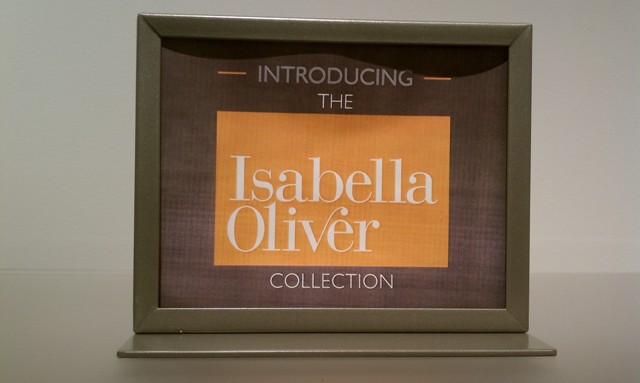 INTRODUCING
THE
Isabella
Oliver
COLLECTION